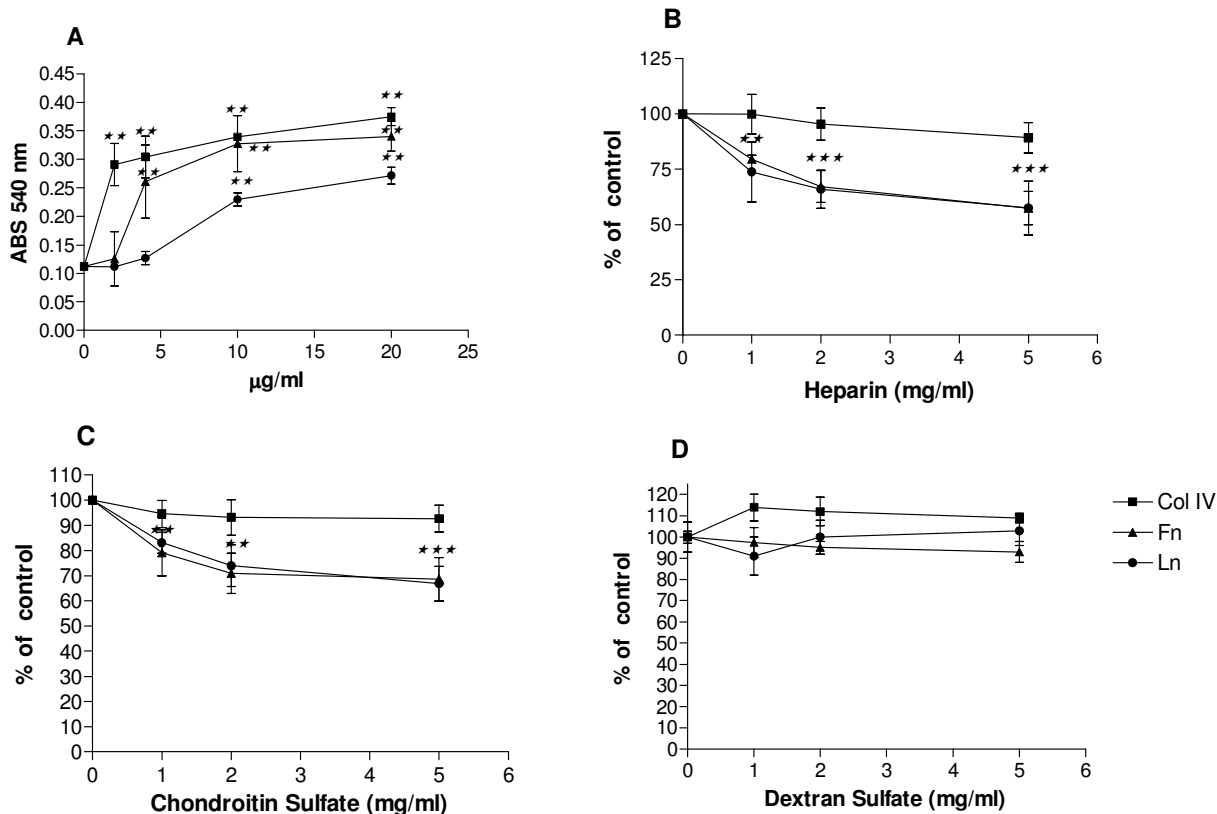 A
0.45
0.40
0.35
0.30
0.25
0.20
0.15
0.10
0.05
0.00
ABS 540 nm
0 5 10 15 20 25
µg/ml
★★ ★★ ★★ ★★
★★ ★★ ★★
★★ ★★
B
125
100
75
50
25
0
% of control
0 1 2 3 4 5 6
Heparin (mg/ml)
★★ ★★★ ★★★
C
110
100
90
80
70
60
50
40
30
20
10
0
% of control
0 1 2 3 4 5 6
Chondroitin Sulfate (mg/ml)
★★ ★★ ★★★
D
120
110
100
90
80
70
60
50
40
30
20
10
0
% of control
0 1 2 3 4 5 6
Dextran Sulfate (mg/ml)
Col IV
Fn
Ln